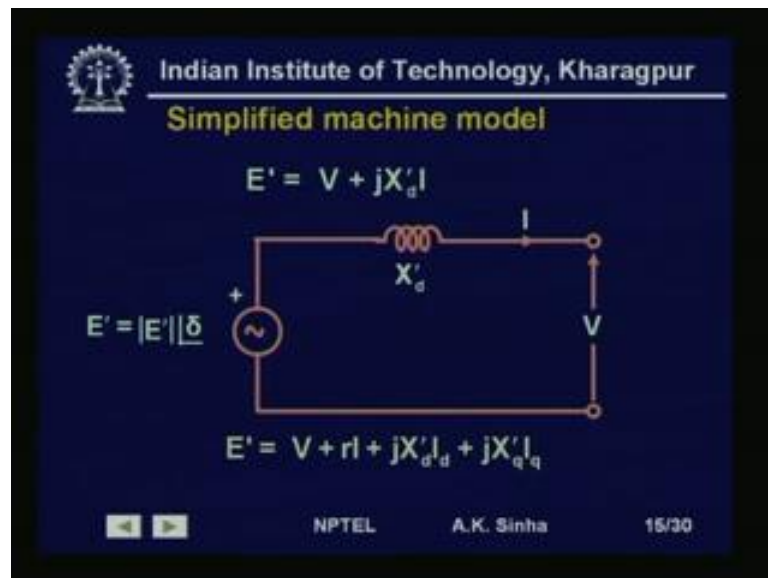 Indian Institute of Technology, Kharagpur
Simplified machine model
E' = V + jX'dI
I
X'd
+
E' = |E'||δ
V
E' = V + rI + jX'dId + jX'qIq
NPTEL A.K. Sinha 15/30